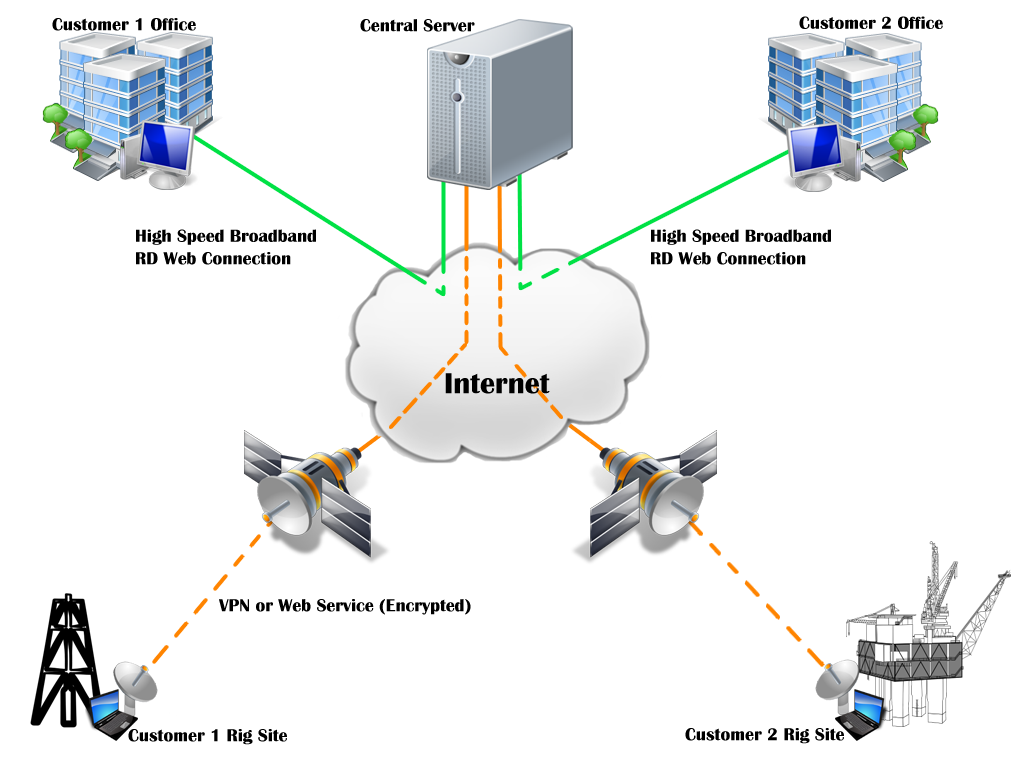 Customer 1 Office
Central Server
Customer 2 Office
High Speed Broadband
RD Web Connection
High Speed Broadband
RD Web Connection
Internet
VPN or Web Service (Encrypted)
Customer 1 Rig Site
Customer 2 Rig Site